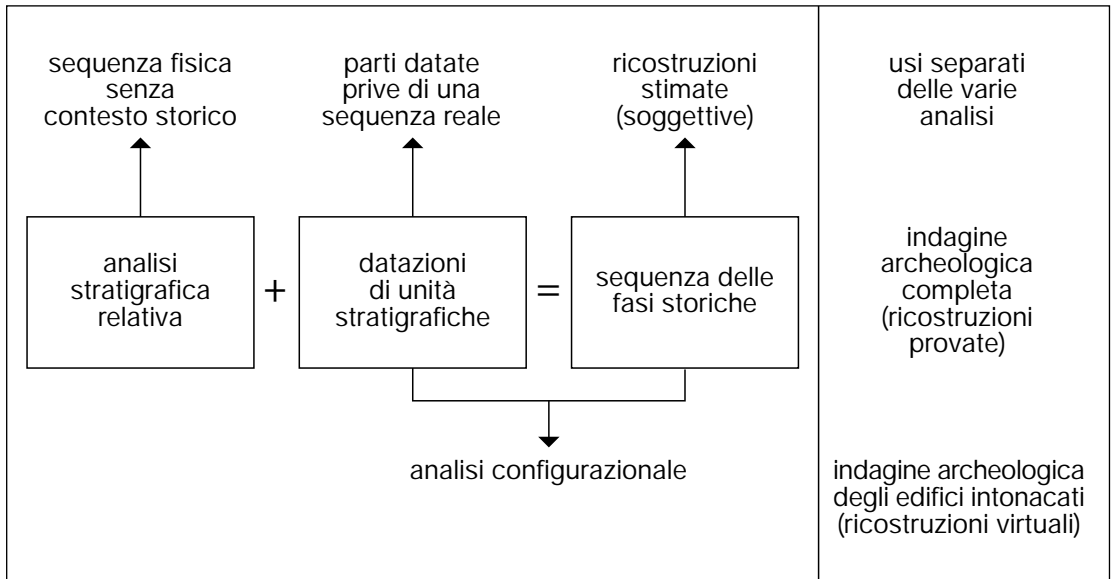 sequenza fisica
senza
contesto storico
parti datate
prive di una
sequenza reale
ricostruzioni
stimate
(soggettive)
usi separati
delle varie
analisi
analisi
stratigrafica
relativa
+
datazioni
di unità
stratigrafiche
=
sequenza delle
fasi storiche
indagine
archeologica
completa
(ricostruzioni
provate)
analisi configurazionale
indagine archeologica
degli edifici intonacati
(ricostruzioni virtuali)